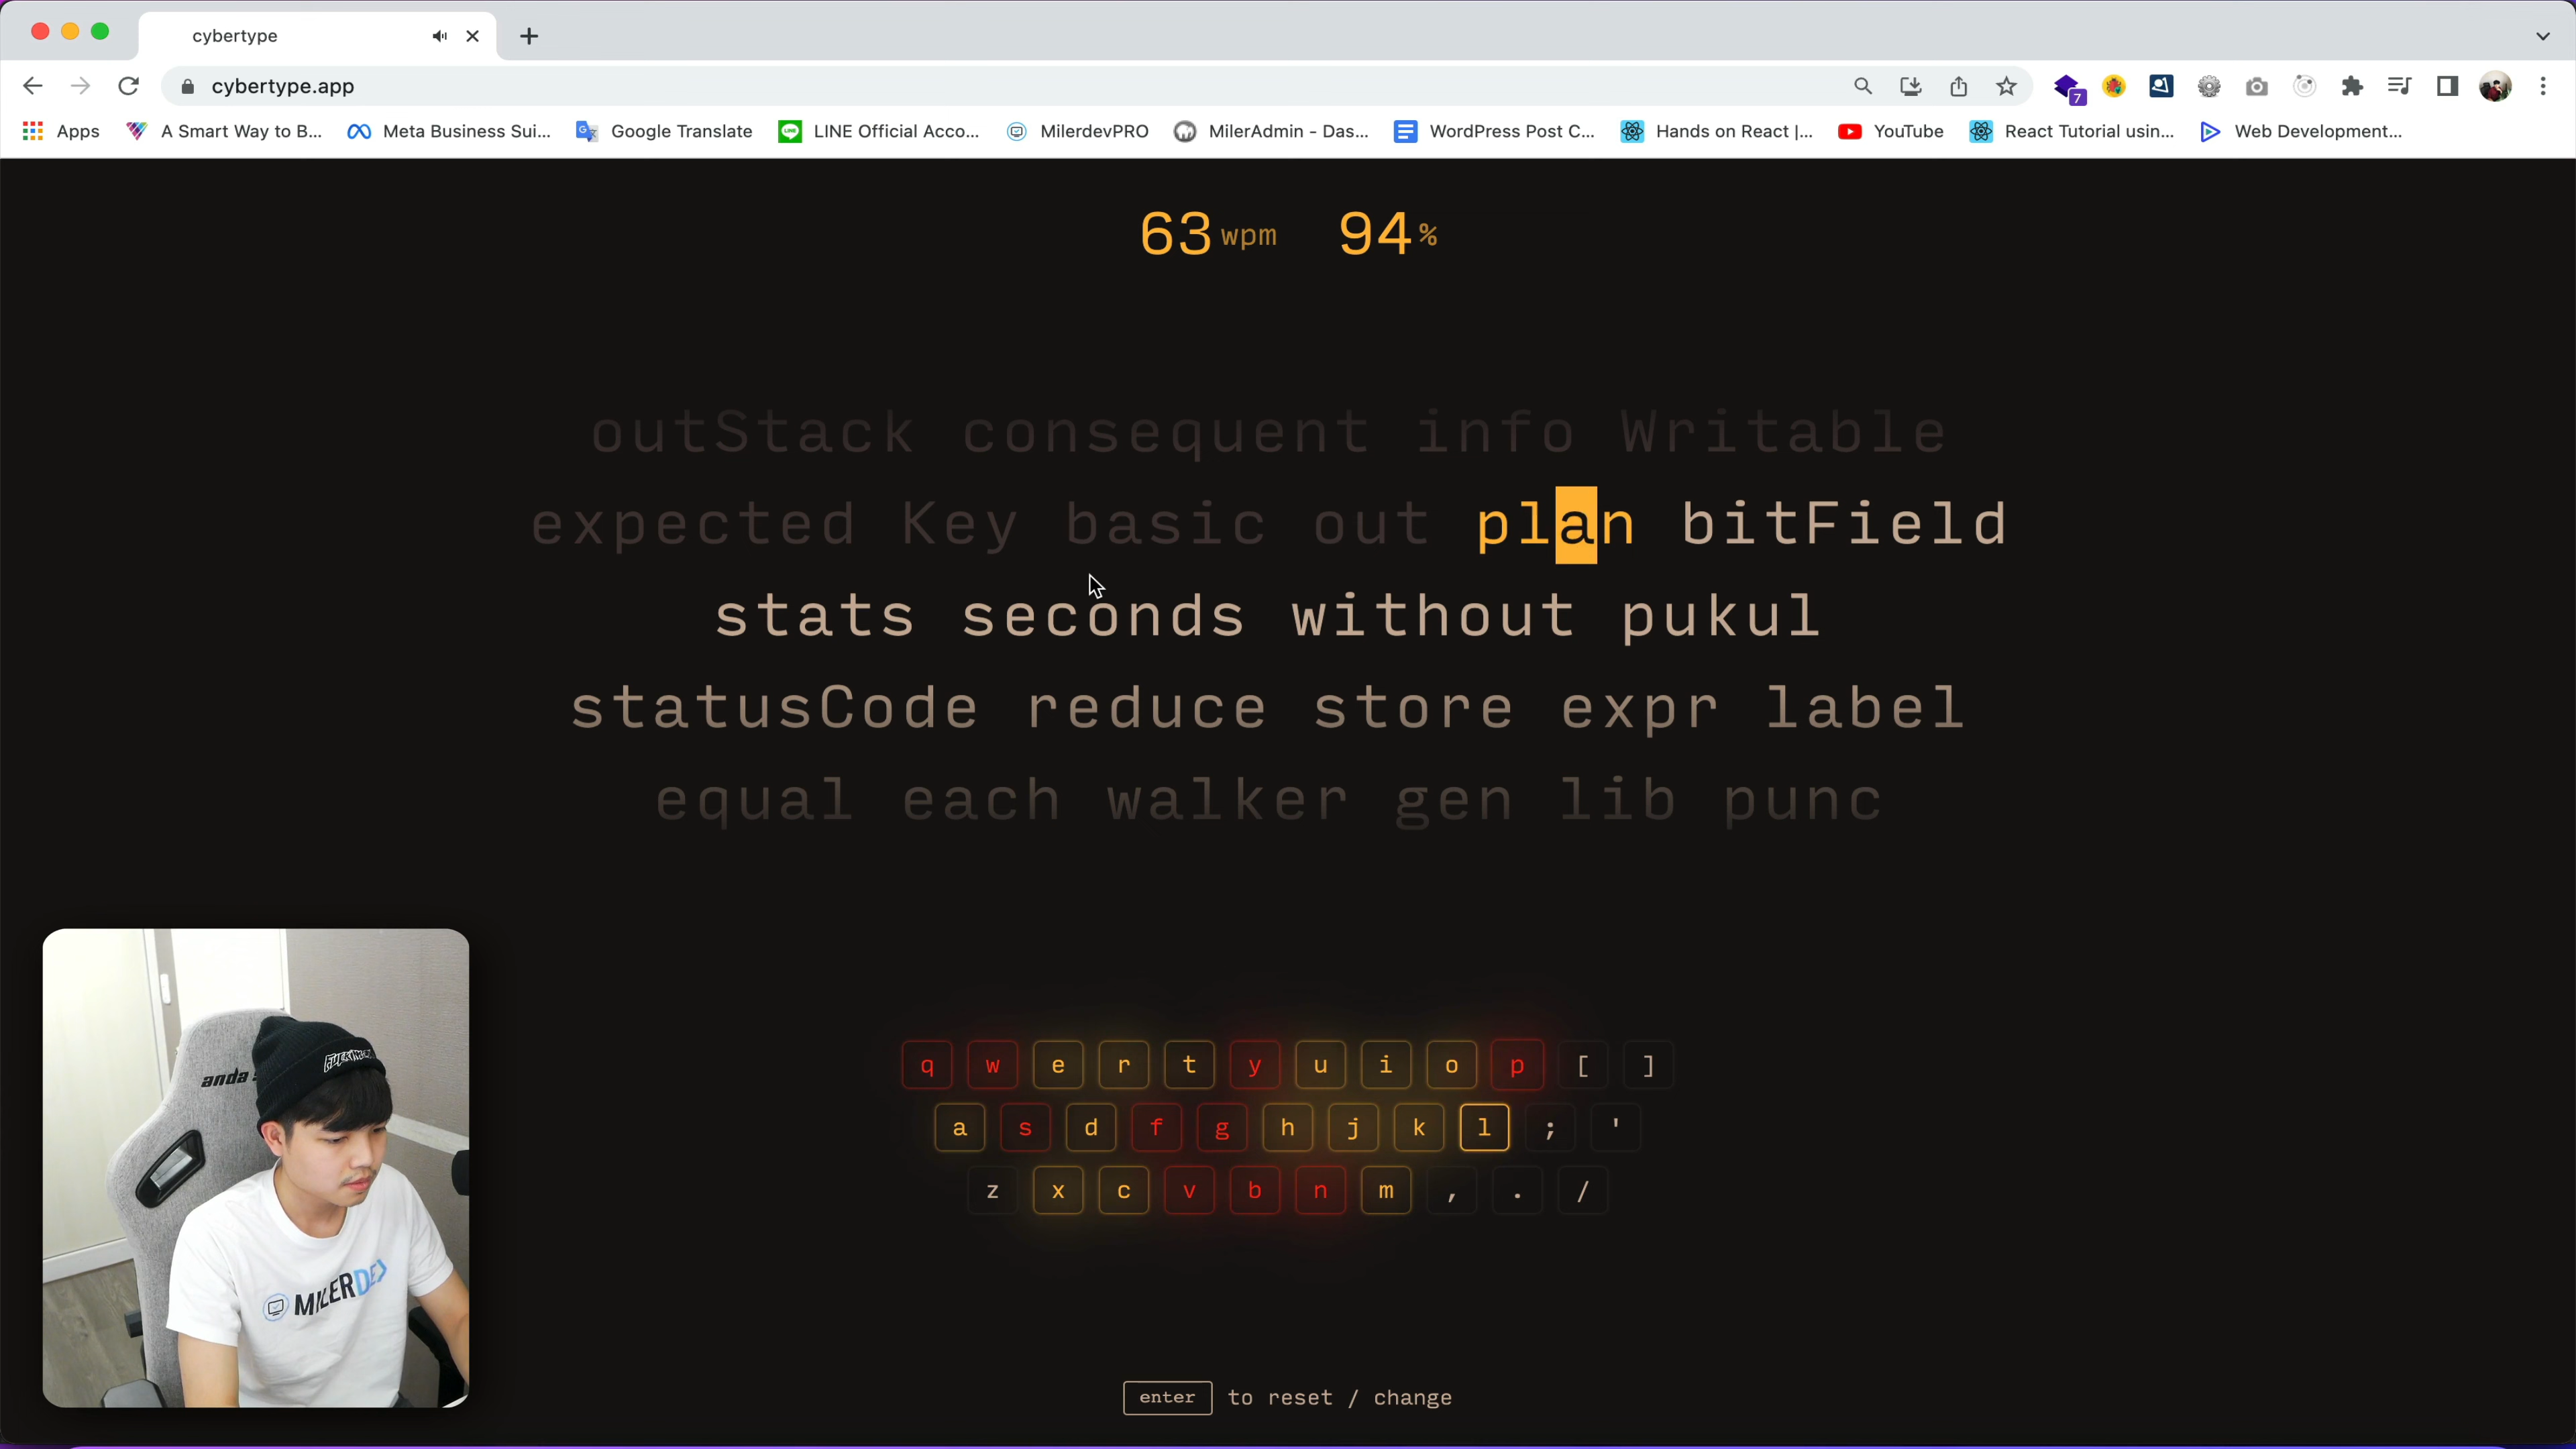 cybertype
cybertype.app
7
Apps A Smart Way to B... Meta Business Sui... Google Translate LINE Official Acco... MilerdevPRO MilerAdmin - Das... WordPress Post C... Hands on React |... YouTube React Tutorial usin... Web Development...
63 wpm 94 %
outStack consequent info Writable
expected Key basic out plan bitField
stats seconds without pukul
statusCode reduce store expr label
equal each walker gen lib punc
q w e r t y u i o p [ ]
a s d f g h j k l ; '
z x c v b n m , . /
enter to reset / change
anda
MILERDEV